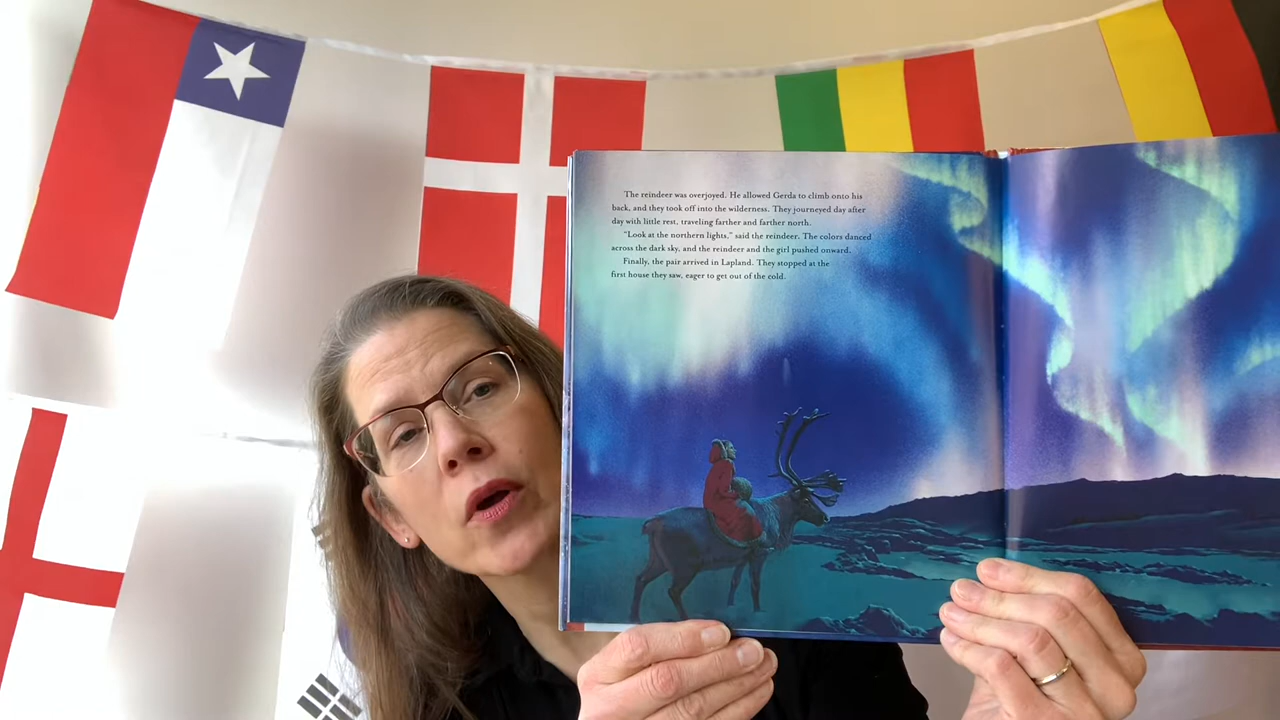 The reindeer was overjoyed. He allowed Gerda to climb onto his
back, and they took off into the wilderness. They journeyed day after
day with little rest, traveling farther and farther north.
“Look at the northern lights,” said the reindeer. The colors danced
across the dark sky, and the reindeer and the girl pushed onward.
Finally, the pair arrived in Lapland. They stopped at the
first house they saw, eager to get out of the cold.